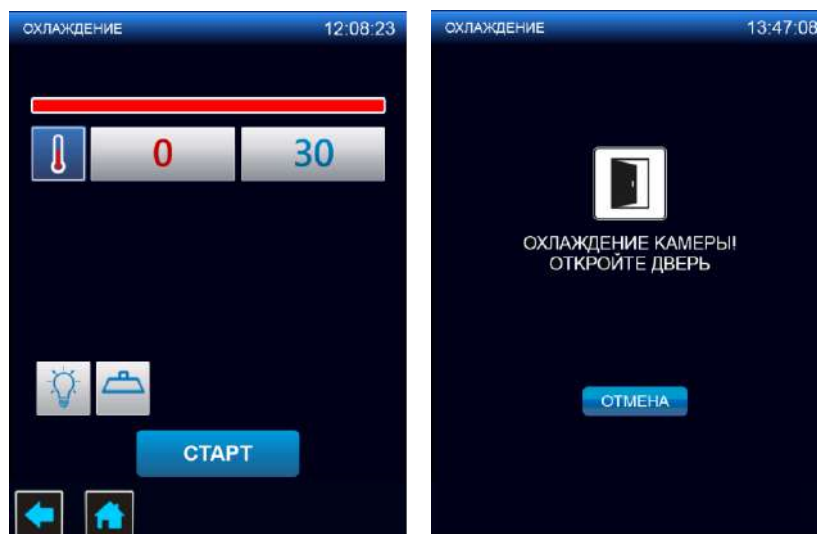 ОХЛАЖДЕНИЕ 12:08:23
0 30
СТАРТ
ОХЛАЖДЕНИЕ 13:47:08
ОХЛАЖДЕНИЕ КАМЕРЫ!
ОТКРОЙТЕ ДВЕРЬ
ОТМЕНА